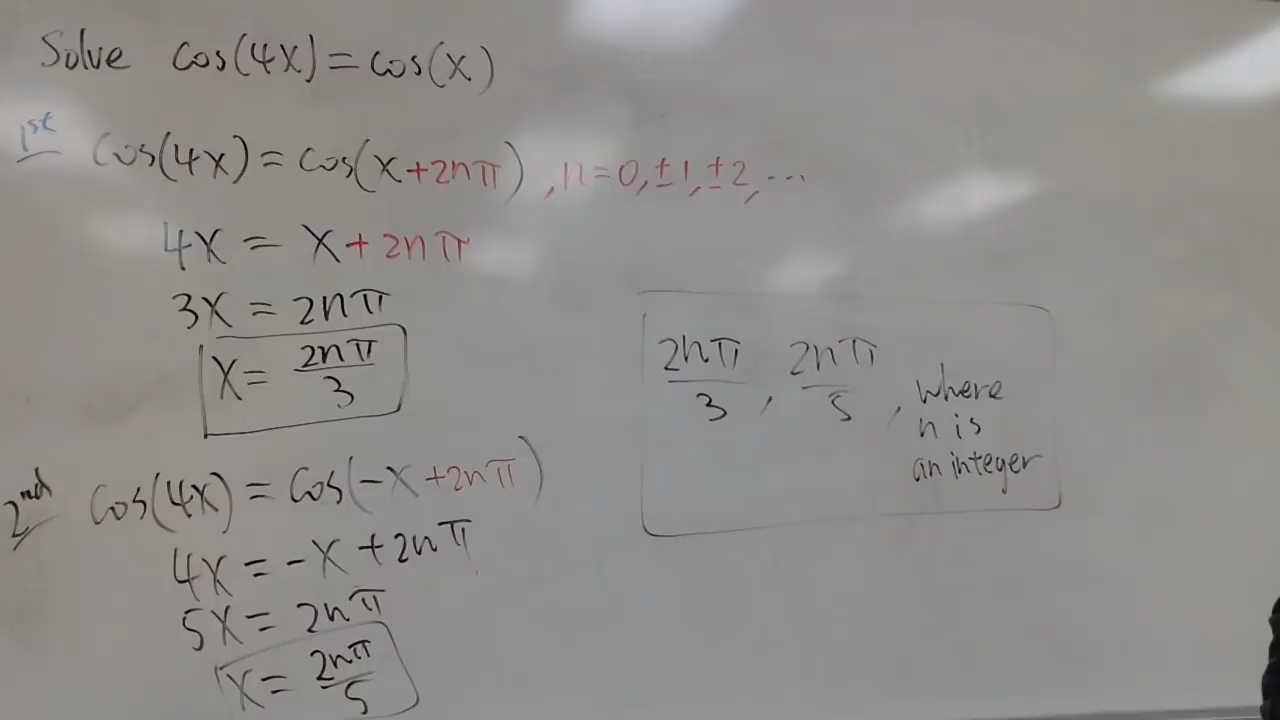 Solve cos(4x)=cos(x)
1st cos(4x)=cos(x+2nπ), n=0,±1,±2,...
4x = x+2nπ
3x = 2nπ
x= 2nπ/3
2nd cos(4x)=cos(-x+2nπ)
4x=-x+2nπ
5x=2nπ
x=2nπ/5
2nπ/3, 2nπ/5, where
n is
an integer